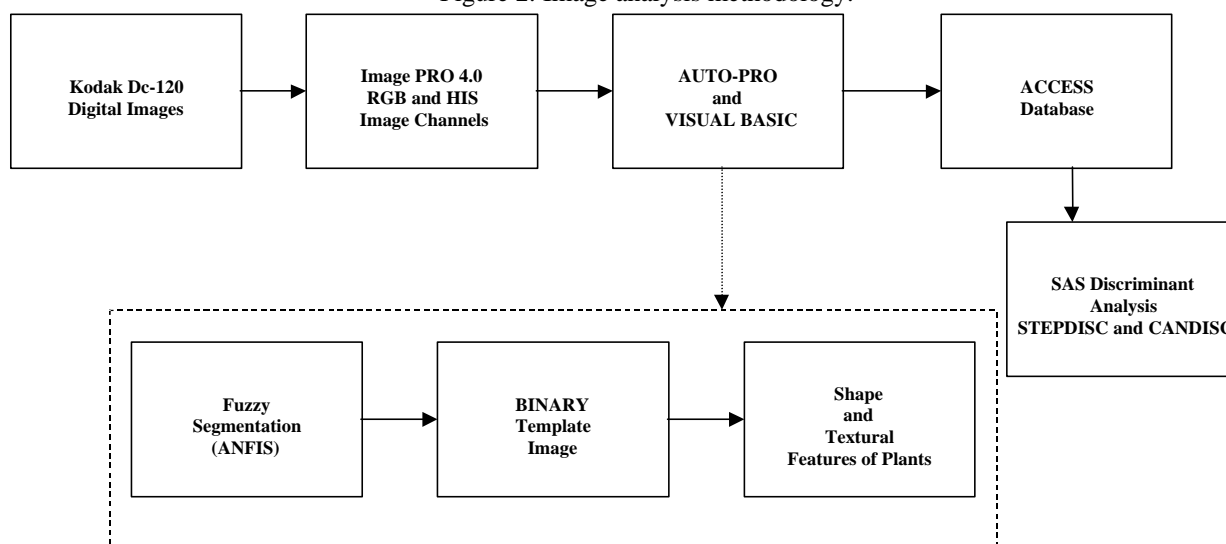 Figure 2. Image analysis methodology.
Kodak Dc-120
Digital Images
Image PRO 4.0
RGB and HIS
Image Channels
AUTO-PRO
and
VISUAL BASIC
ACCESS
Database
SAS Discriminant
Analysis
STEPDISC and CANDISC
Fuzzy
Segmentation
(ANFIS)
BINARY
Template
Image
Shape
and
Textural
Features of Plants